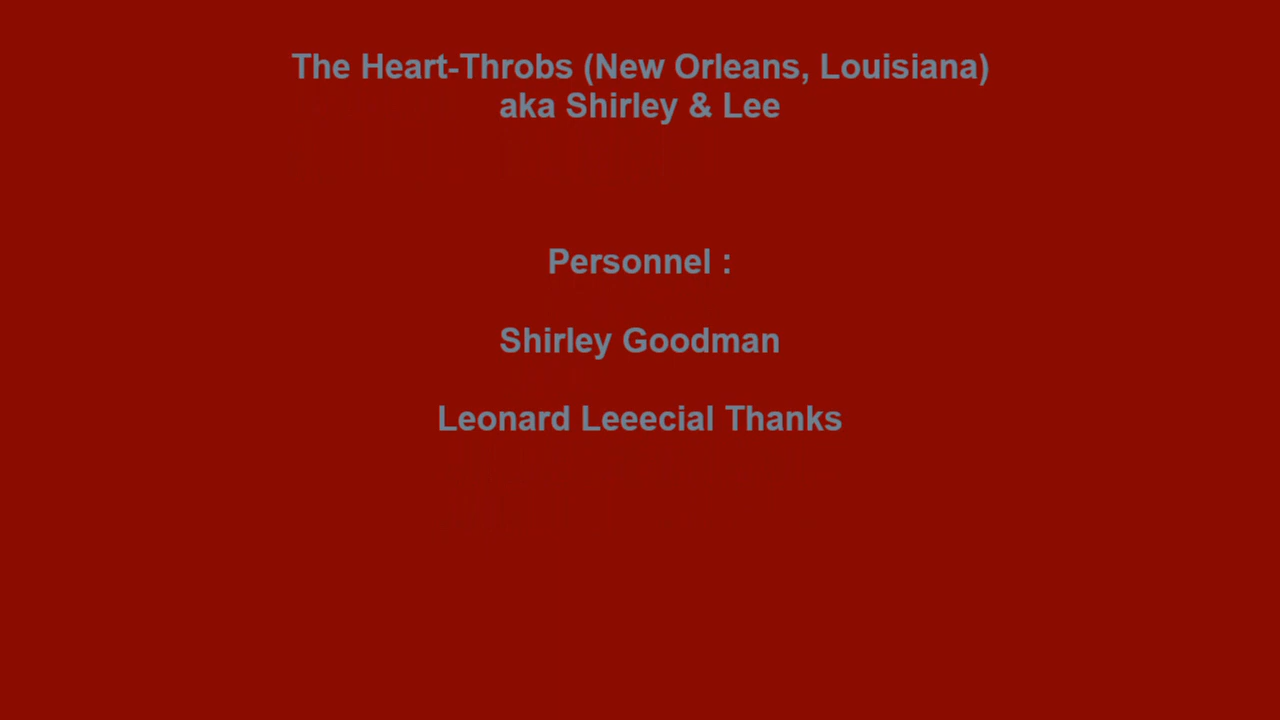 The Heart-Throbs (New Orleans, Louisiana)
aka Shirley & Lee
Personnel :
Shirley Goodman
Leonard Leeecial Thanks